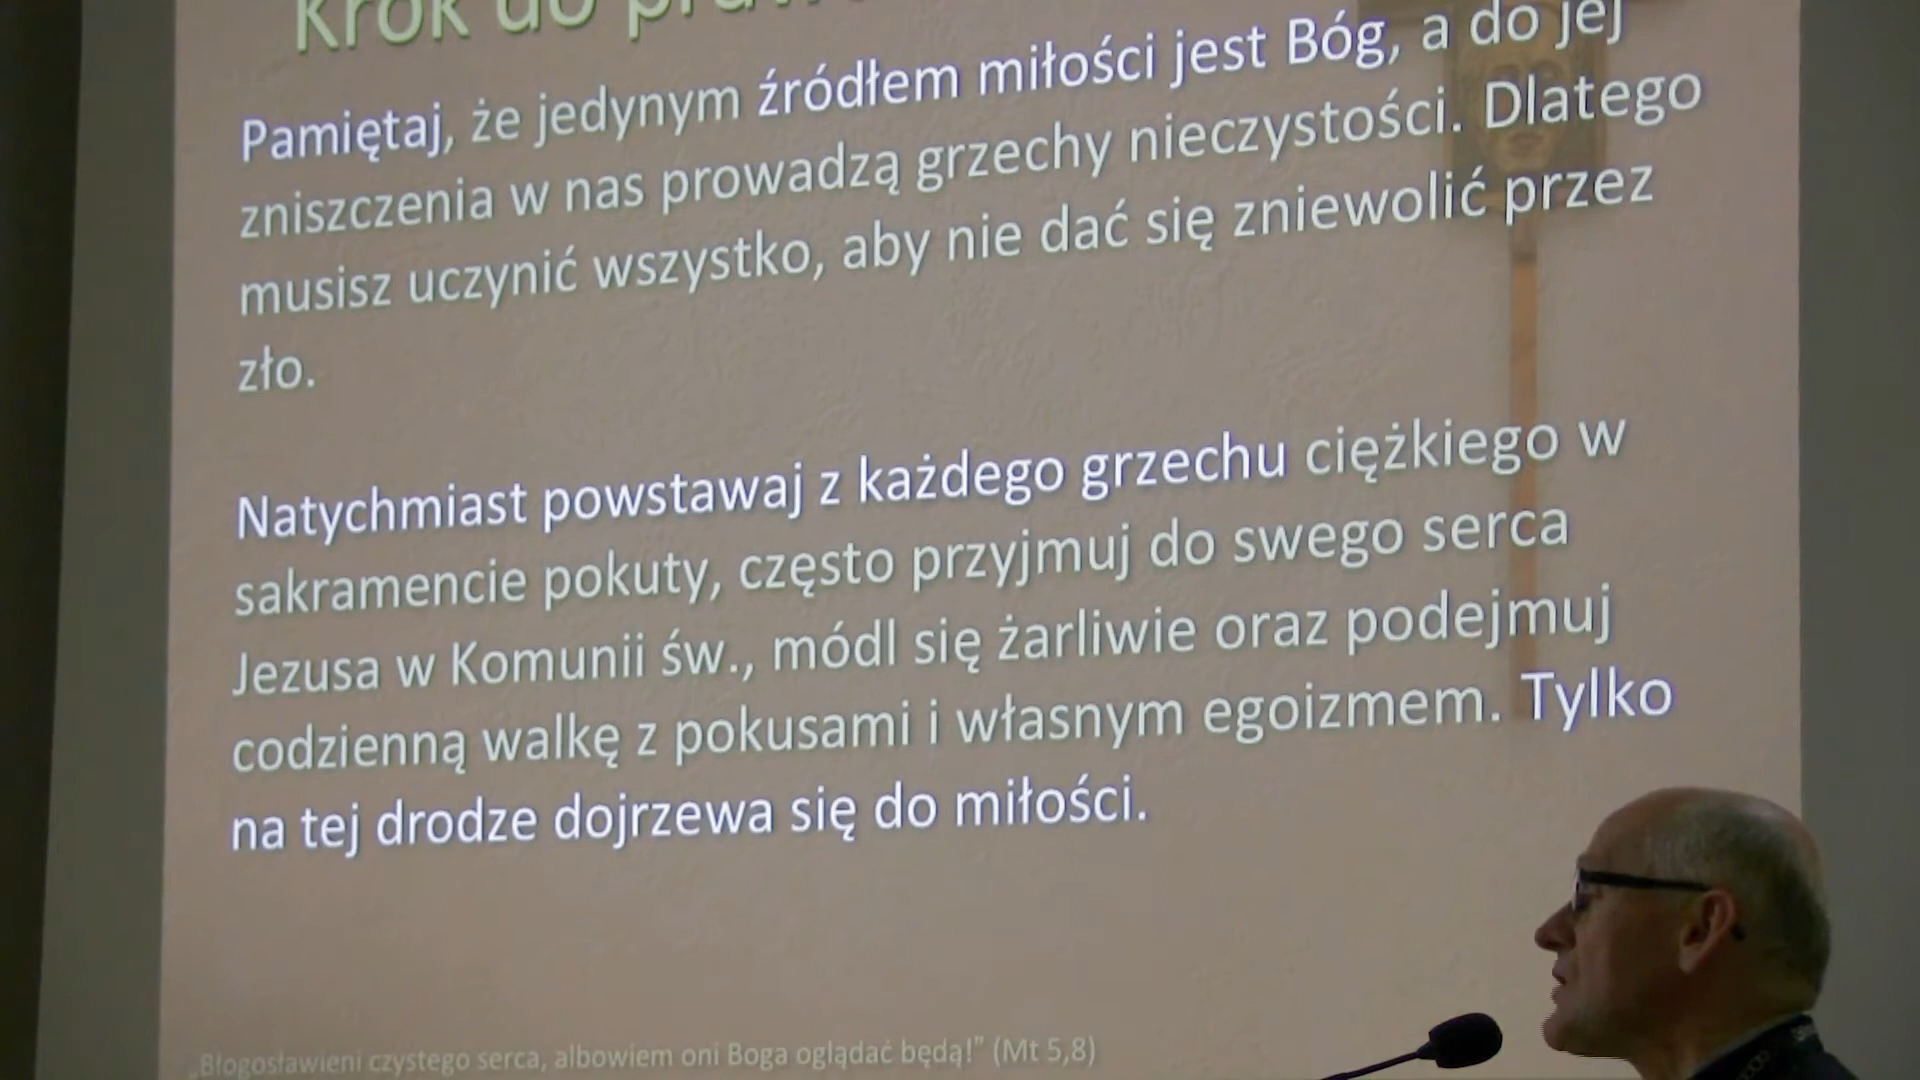 Krok do
Pamiętaj, że jedynym źródłem miłości jest Bóg, a do jej
zniszczenia w nas prowadzą grzechy nieczystości. Dlatego
musisz uczynić wszystko, aby nie dać się zniewolić przez
zło.
Natychmiast powstawaj z każdego grzechu ciężkiego w
sakramencie pokuty, często przyjmuj do swego serca
Jezusa w Komunii św., módl się żarliwie oraz podejmuj
codzienną walkę z pokusami i własnym egoizmem. Tylko
na tej drodze dojrzewa się do miłości.
„Błogosławieni czystego serca, albowiem oni Boga oglądać będą!” (Mt 5,8)